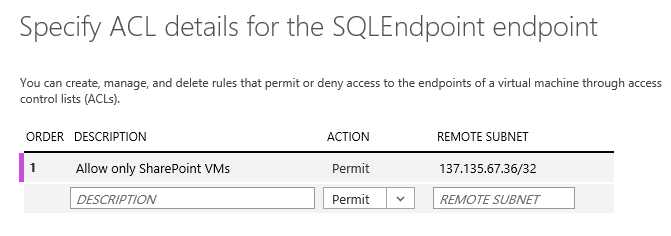 Specify ACL details for the SQLEndpoint endpoint
You can create, manage, and delete rules that permit or deny access to the endpoints of a virtual machine through access
control lists (ACLs).
ORDER DESCRIPTION ACTION REMOTE SUBNET
1 Allow only SharePoint VMs Permit 137.135.67.36/32
DESCRIPTION Permit REMOTE SUBNET